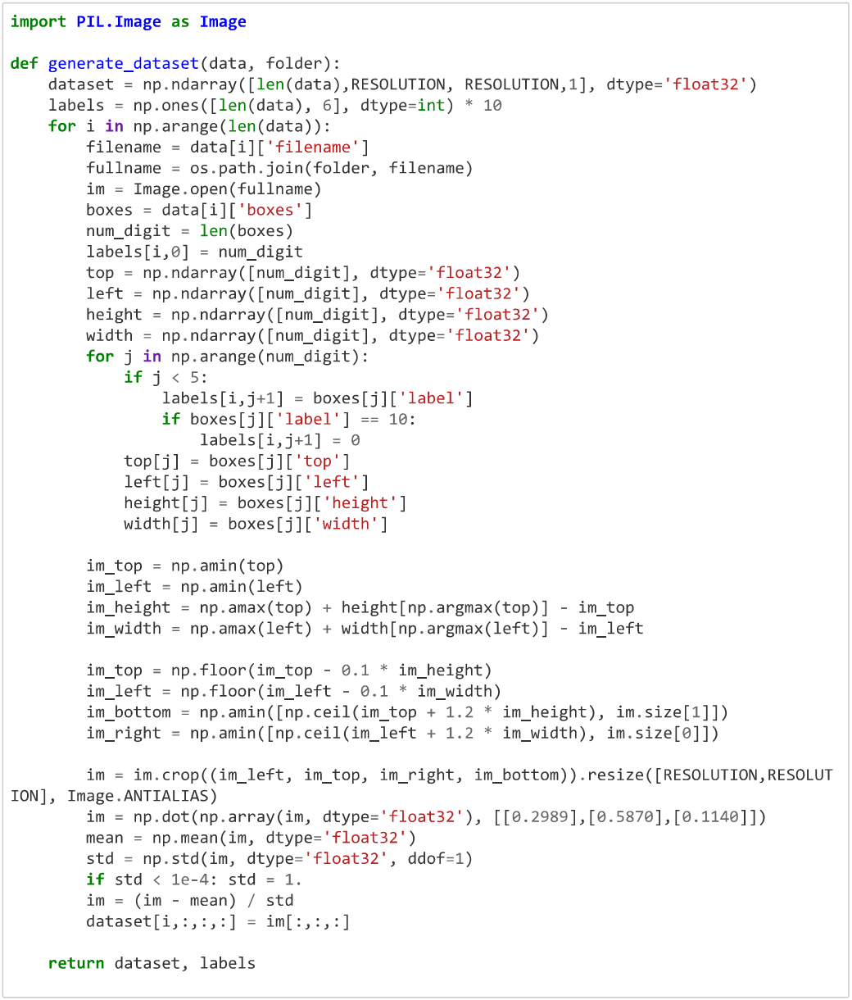 import PIL.Image as Image

def generate_dataset(data, folder):
    dataset = np.ndarray([len(data),RESOLUTION, RESOLUTION,1], dtype='float32')
    labels = np.ones([len(data), 6], dtype=int) * 10
    for i in np.arange(len(data)):
        filename = data[i]['filename']
        fullname = os.path.join(folder, filename)
        im = Image.open(fullname)
        boxes = data[i]['boxes']
        num_digit = len(boxes)
        labels[i,0] = num_digit
        top = np.ndarray([num_digit], dtype='float32')
        left = np.ndarray([num_digit], dtype='float32')
        height = np.ndarray([num_digit], dtype='float32')
        width = np.ndarray([num_digit], dtype='float32')
        for j in np.arange(num_digit):
            if j < 5:
                labels[i,j+1] = boxes[j]['label']
                if boxes[j]['label'] == 10:
                    labels[i,j+1] = 0
            top[j] = boxes[j]['top']
            left[j] = boxes[j]['left']
            height[j] = boxes[j]['height']
            width[j] = boxes[j]['width']

        im_top = np.amin(top)
        im_left = np.amin(left)
        im_height = np.amax(top) + height[np.argmax(top)] - im_top
        im_width = np.amax(left) + width[np.argmax(left)] - im_left

        im_top = np.floor(im_top - 0.1 * im_height)
        im_left = np.floor(im_left - 0.1 * im_width)
        im_bottom = np.amin([np.ceil(im_top + 1.2 * im_height), im.size[1]])
        im_right = np.amin([np.ceil(im_left + 1.2 * im_width), im.size[0]])

        im = im.crop((im_left, im_top, im_right, im_bottom)).resize([RESOLUTION,RESOLUT
ION], Image.ANTIALIAS)
        im = np.dot(np.array(im, dtype='float32'), [[0.2989],[0.5870],[0.1140]])
        mean = np.mean(im, dtype='float32')
        std = np.std(im, dtype='float32', ddof=1)
        if std < 1e-4: std = 1.
        im = (im - mean) / std
        dataset[i,:,:,:] = im[:,:,:]

    return dataset, labels